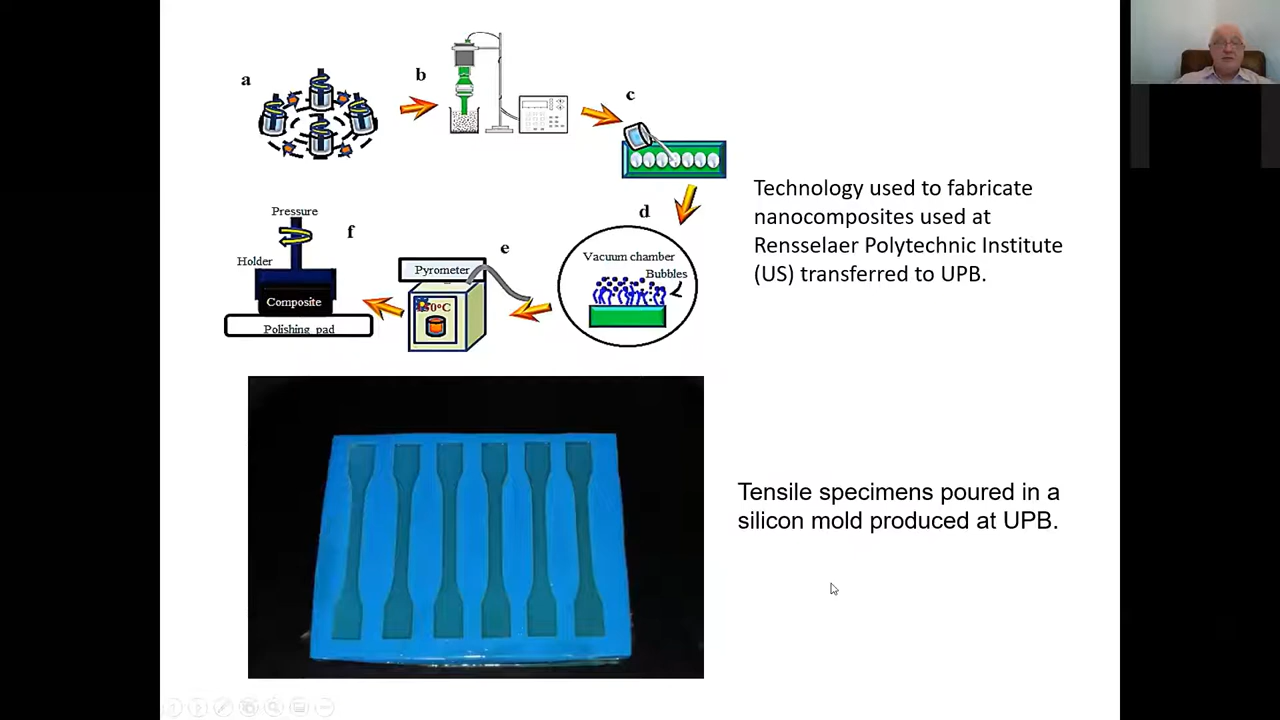 a
b
c
Technology used to fabricate
nanocomposites used at
Rensselaer Polytechnic Institute
(US) transferred to UPB.
d
Vacuum chamber
Bubbles
e
Pyrometer
f
Pressure
Holder
Composite
Polishing pad
Tensile specimens poured in a
silicon mold produced at UPB.